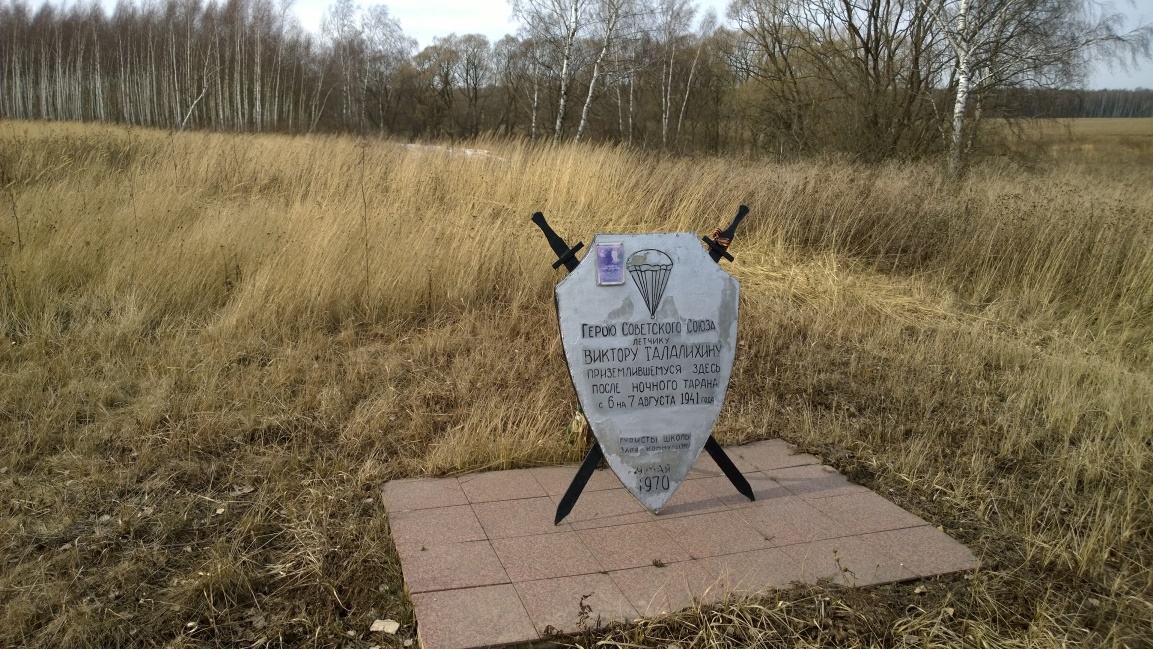 Герою Советского Союза
летчику
Виктору Талалихину
приземлившемуся здесь
после ночного тарана
с 6 на 7 августа 1941 года
школы
мая
1970